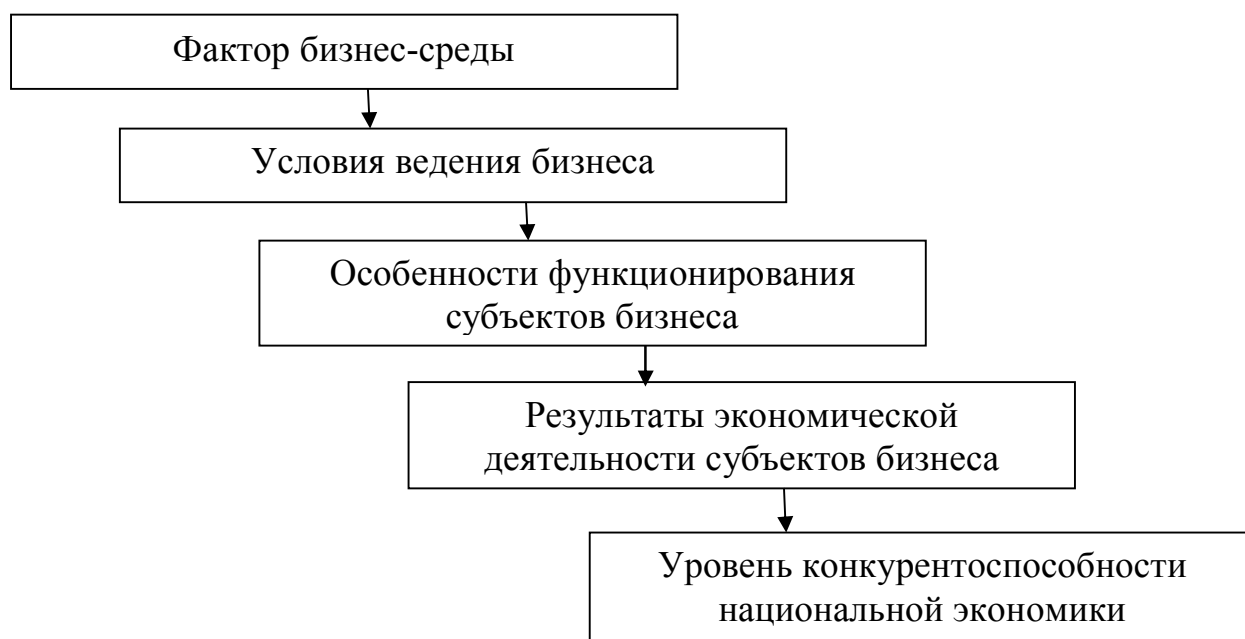 Фактор бизнес-среды
Условия ведения бизнеса
Особенности функционирования
субъектов бизнеса
Результаты экономической
деятельности субъектов бизнеса
Уровень конкурентоспособности
национальной экономики